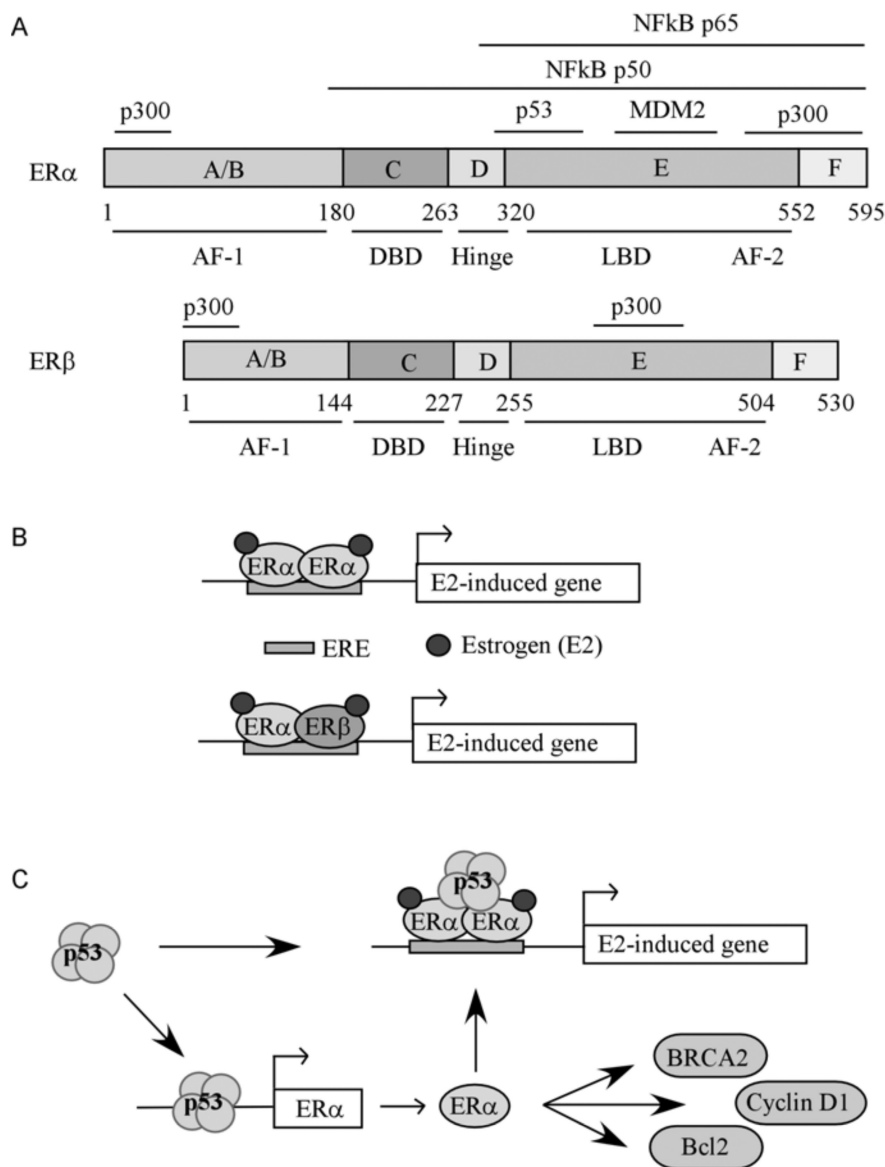 A
NFkB p65
NFkB p50
p300 p53 MDM2 p300
ERα A/B C D E F
1 180 263 320 552 595
AF-1 DBD Hinge LBD AF-2
p300 p300
ERβ A/B C D E F
1 144 227 255 504 530
AF-1 DBD Hinge LBD AF-2
B
ERα ERα E2-induced gene
ERE Estrogen (E2)
ERα ERβ E2-induced gene
C
p53
ERα ERα E2-induced gene
p53
BRCA2
p53 ERα ERα Cyclin D1
Bcl2